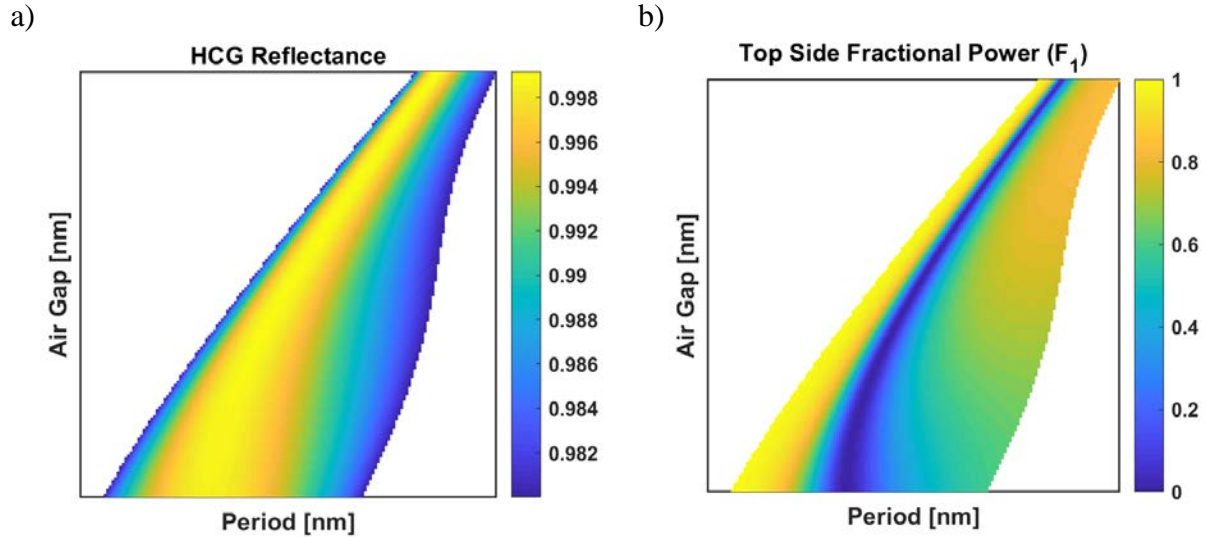 a)
HCG Reflectance
Air Gap [nm]
Period [nm]
0.998
0.996
0.994
0.992
0.99
0.988
0.986
0.984
0.982
b)
Top Side Fractional Power (F1)
Air Gap [nm]
Period [nm]
1
0.8
0.6
0.4
0.2
0